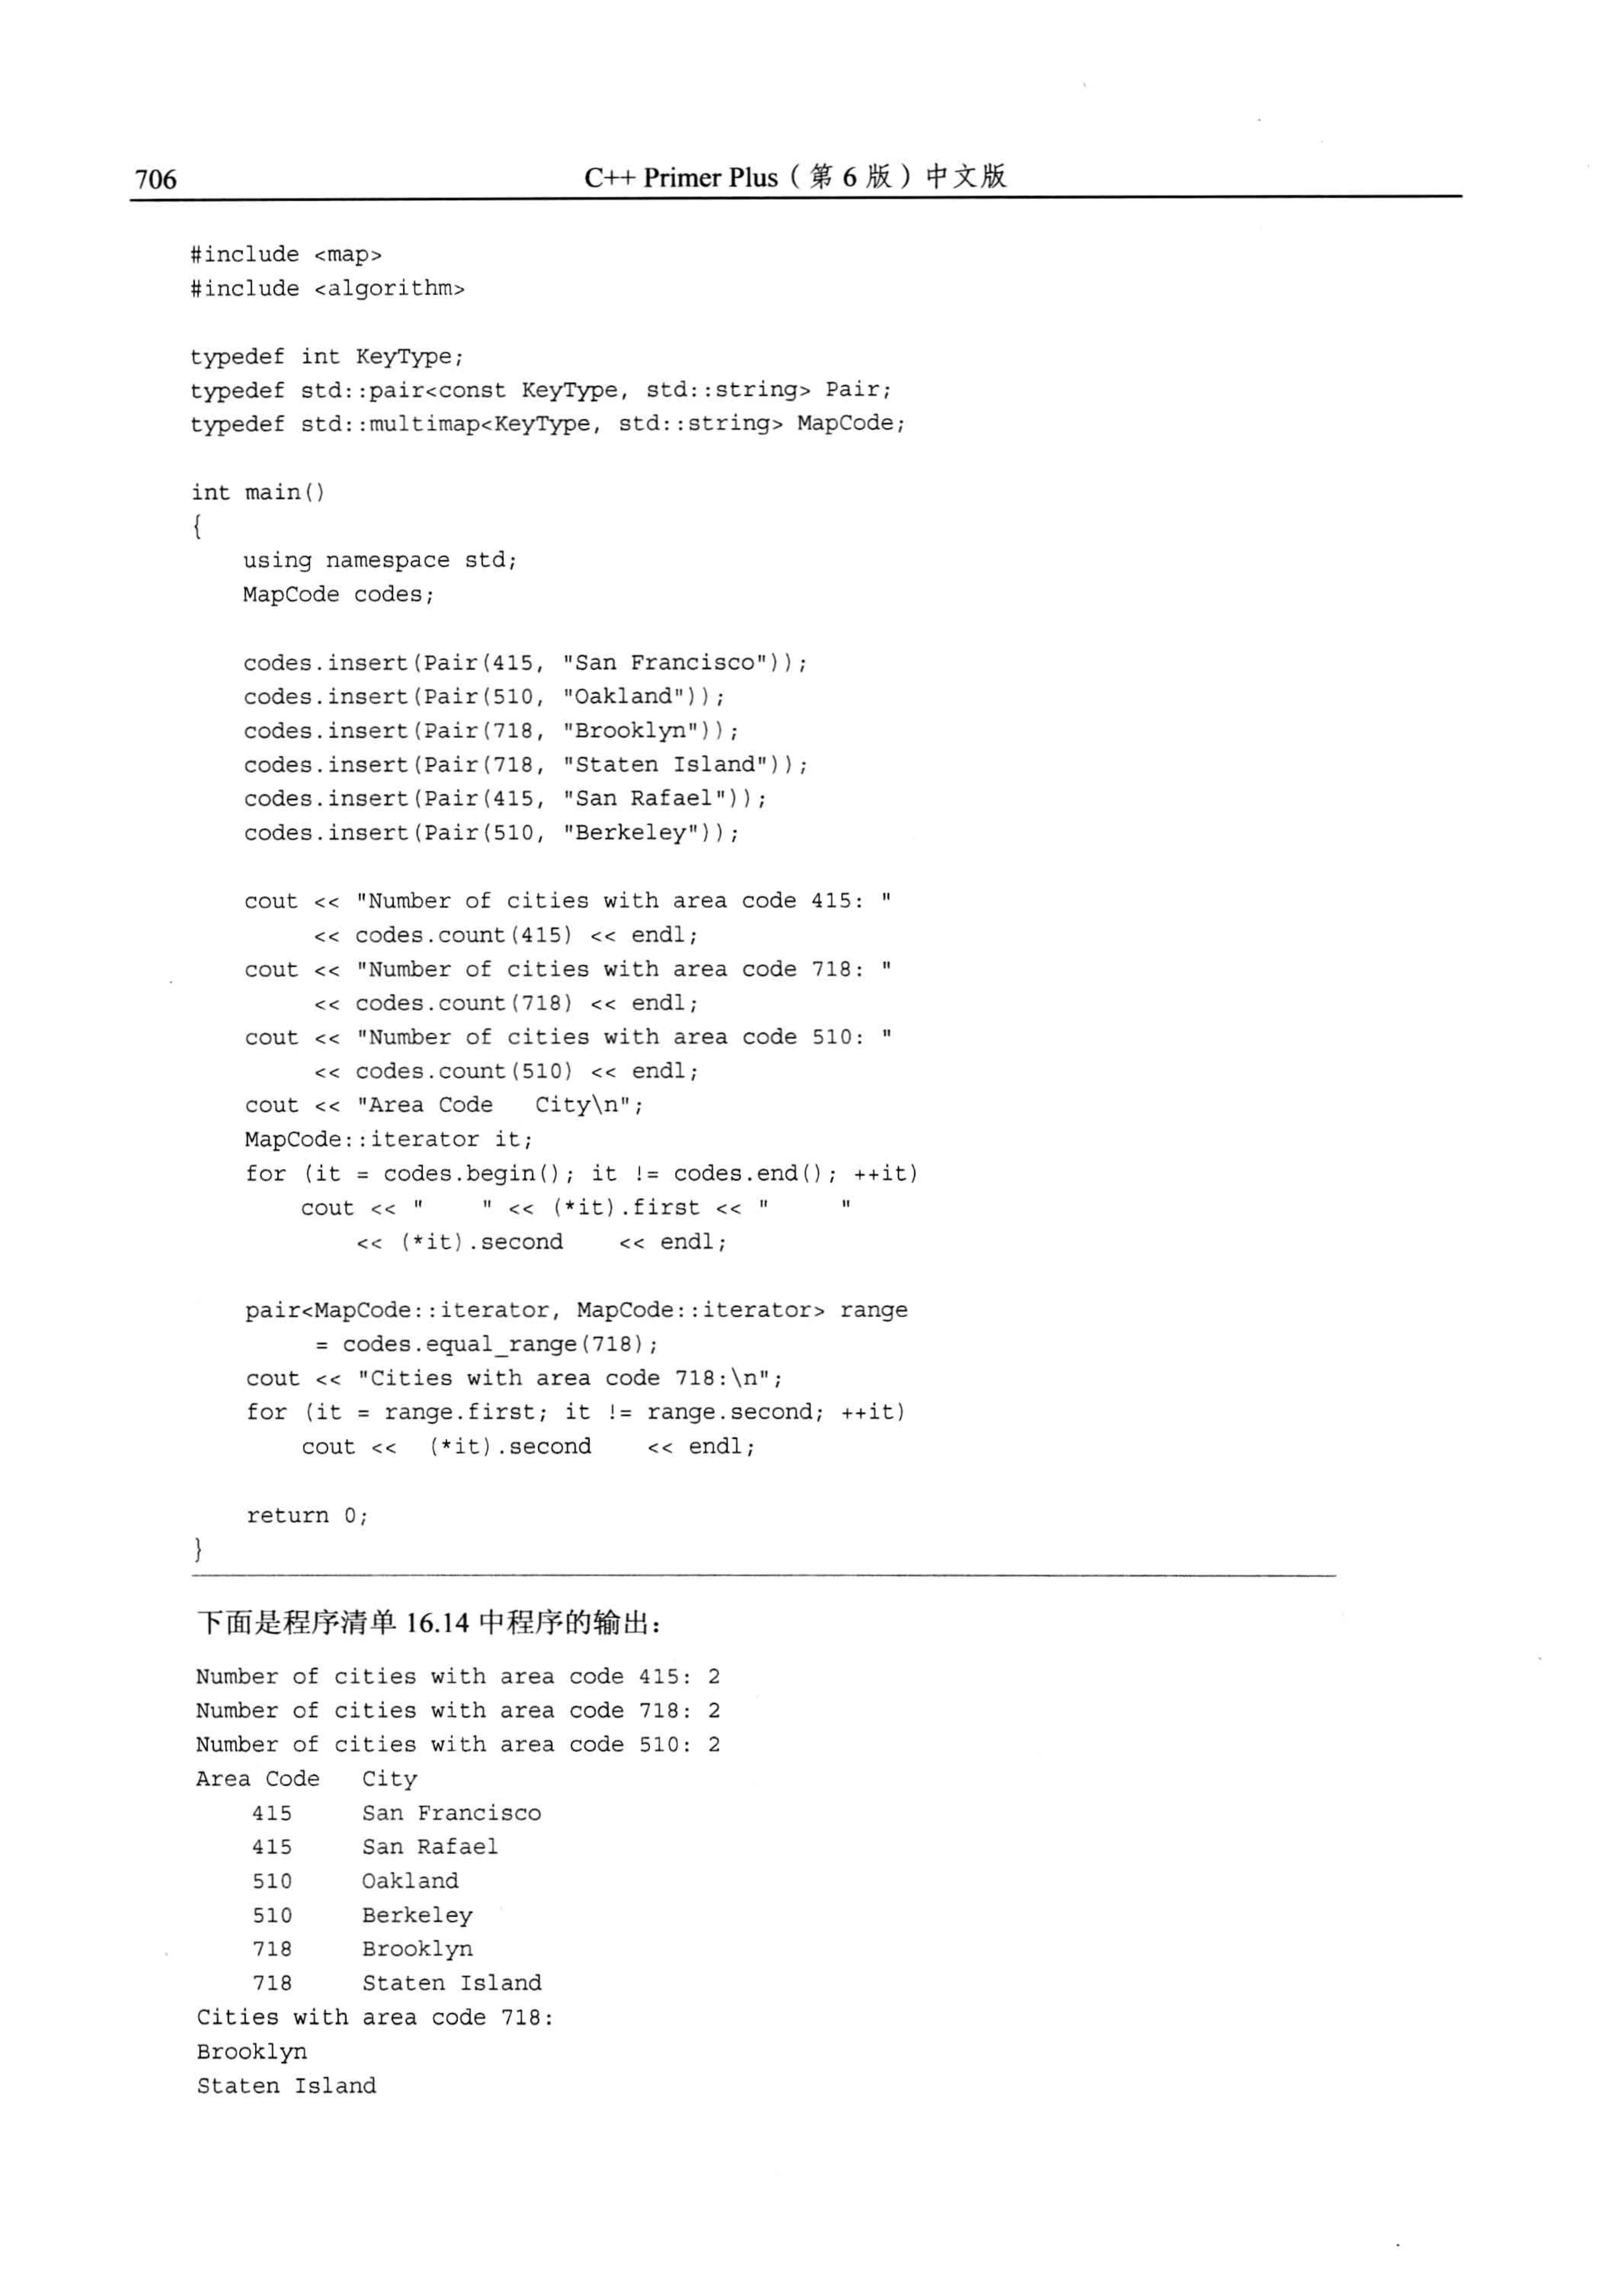 706
C++ Primer Plus（第 6 版）中文版
#include <map>
#include <algorithm>

typedef int KeyType;
typedef std::pair<const KeyType, std::string> Pair;
typedef std::multimap<KeyType, std::string> MapCode;

int main()
{
    using namespace std;
    MapCode codes;

    codes.insert(Pair(415, "San Francisco"));
    codes.insert(Pair(510, "Oakland"));
    codes.insert(Pair(718, "Brooklyn"));
    codes.insert(Pair(718, "Staten Island"));
    codes.insert(Pair(415, "San Rafael"));
    codes.insert(Pair(510, "Berkeley"));

    cout << "Number of cities with area code 415: "
         << codes.count(415) << endl;
    cout << "Number of cities with area code 718: "
         << codes.count(718) << endl;
    cout << "Number of cities with area code 510: "
         << codes.count(510) << endl;
    cout << "Area Code   City\n";
    MapCode::iterator it;
    for (it = codes.begin(); it != codes.end(); ++it)
        cout << "    " << (*it).first << "     "
            << (*it).second    << endl;

    pair<MapCode::iterator, MapCode::iterator> range
         = codes.equal_range(718);
    cout << "Cities with area code 718:\n";
    for (it = range.first; it != range.second; ++it)
        cout <<  (*it).second    << endl;

    return 0;
}
下面是程序清单 16.14 中程序的输出：
Number of cities with area code 415: 2
Number of cities with area code 718: 2
Number of cities with area code 510: 2
Area Code   City
    415     San Francisco
    415     San Rafael
    510     Oakland
    510     Berkeley
    718     Brooklyn
    718     Staten Island
Cities with area code 718:
Brooklyn
Staten Island